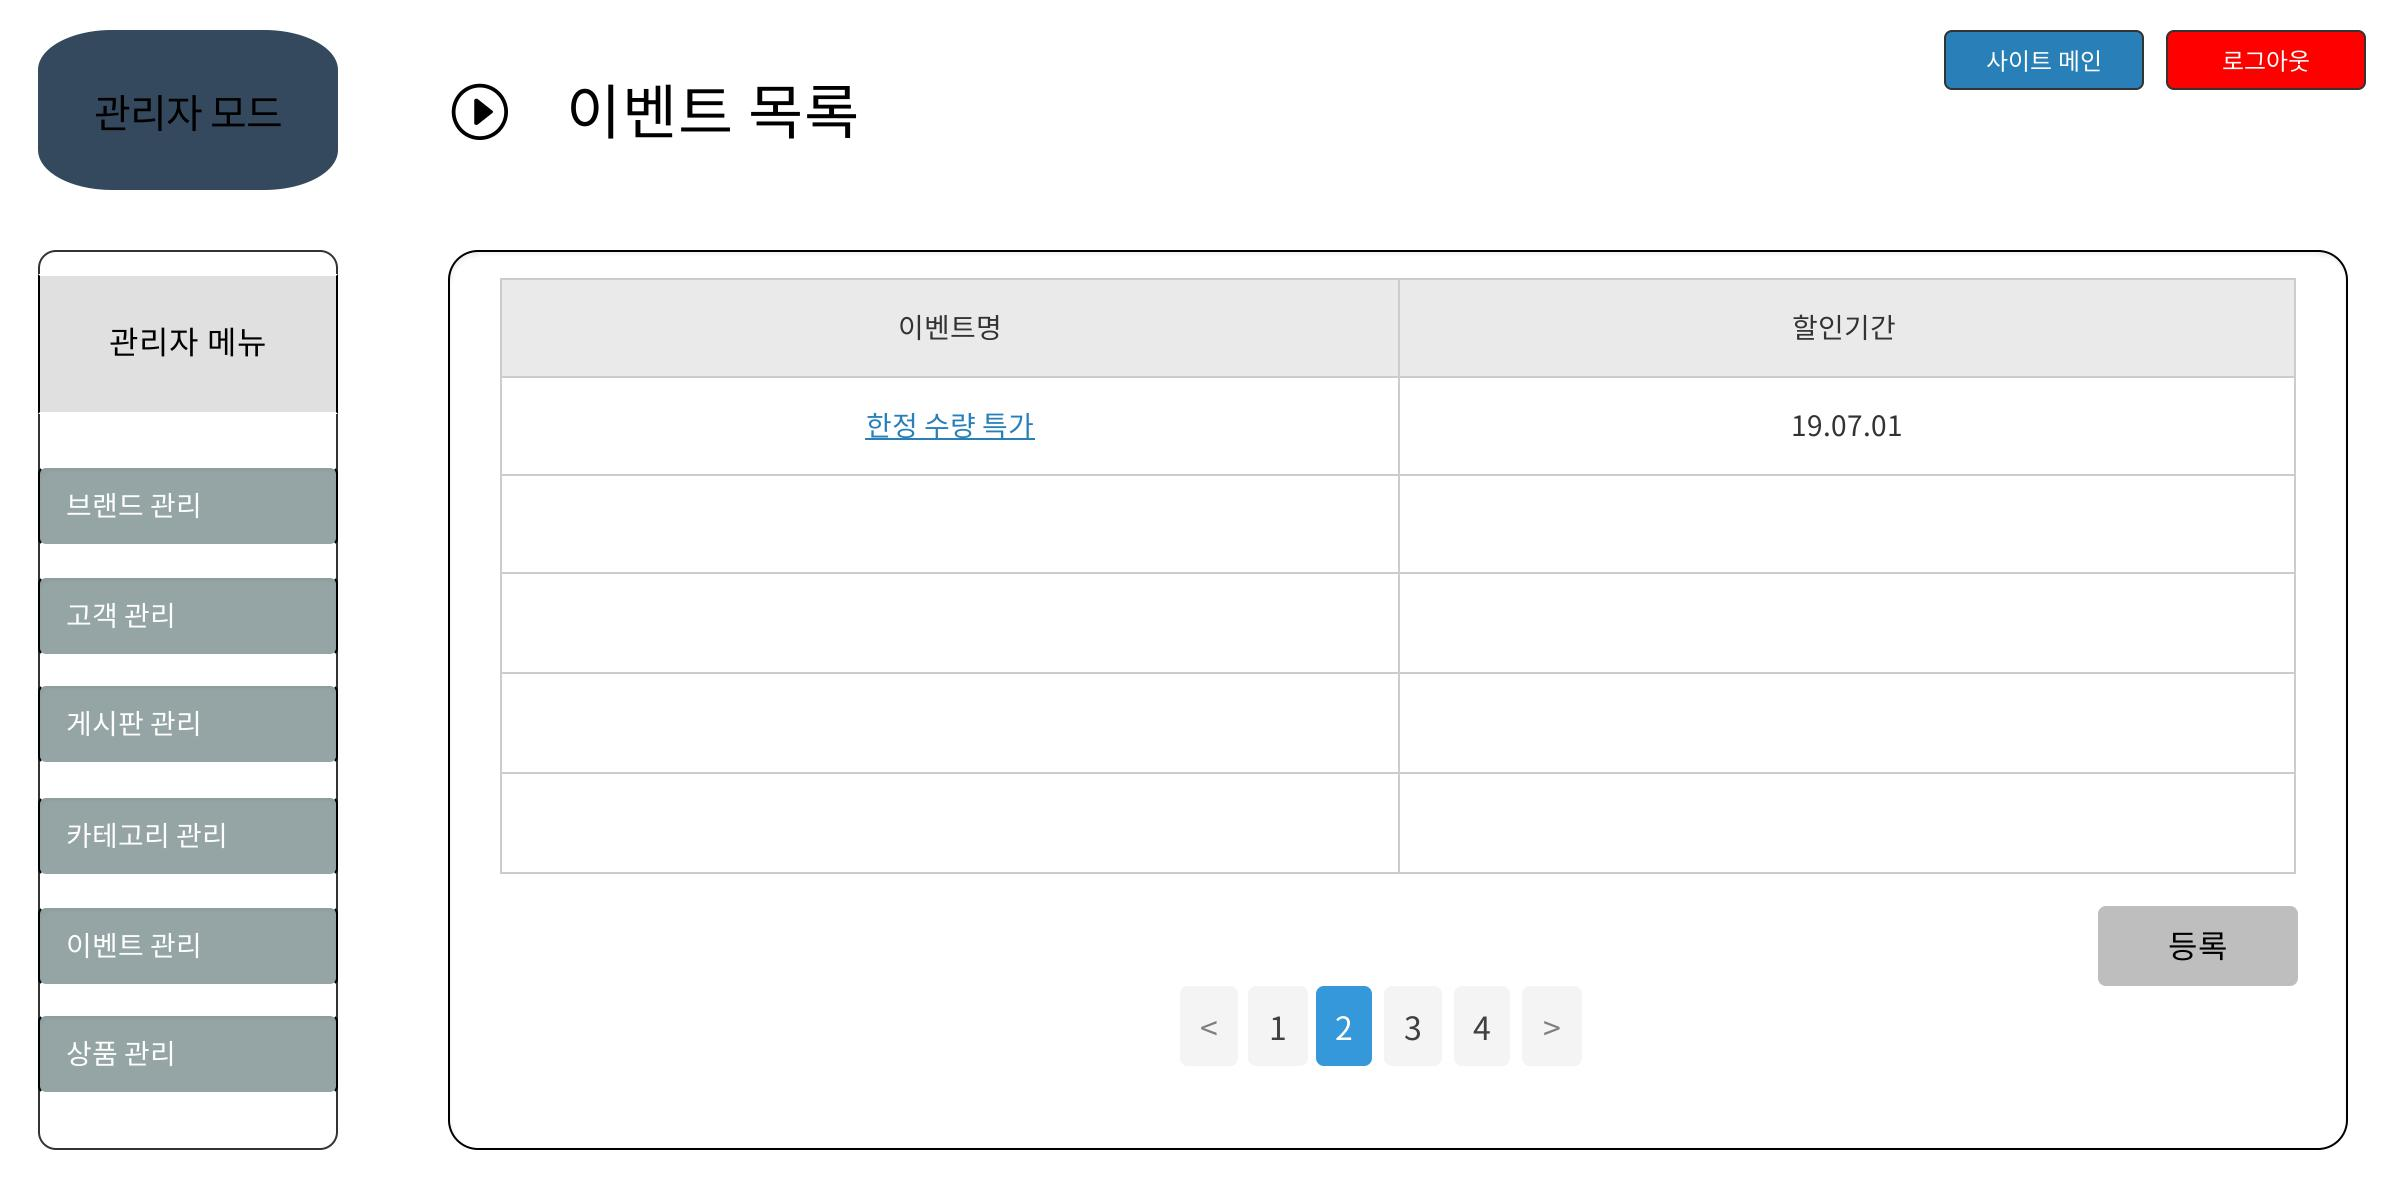 관리자 모드
이벤트 목록
사이트 메인
로그아웃
관리자 메뉴
브랜드 관리
고객 관리
게시판 관리
카테고리 관리
이벤트 관리
상품 관리
이벤트명 할인기간
한정 수량 특가 19.07.01
등록
< 1 2 3 4 >